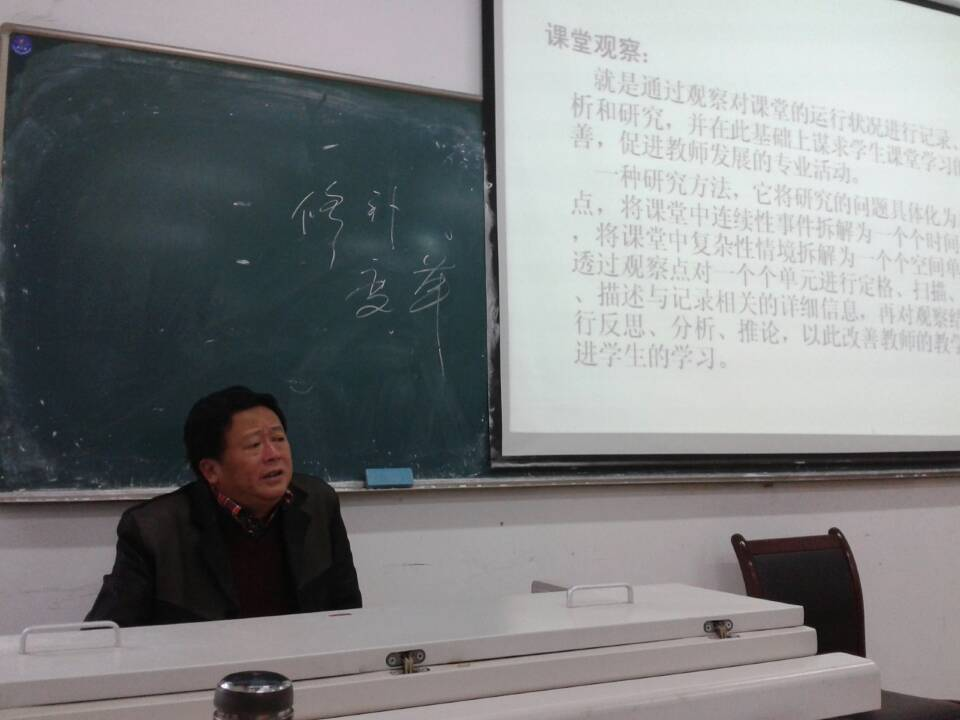 修补
变革
课堂观察：
就是通过观察对课堂的运行状况进行记录、
析和研究，并在此基础上谋求学生课堂学习的
善，促进教师发展的专业活动。
一种研究方法，它将研究的问题具体化为
点，将课堂中连续性事件拆解为一个个时间
，将课堂中复杂性情境拆解为一个个空间单
透过观察点对一个个单元进行定格、扫描、
、描述与记录相关的详细信息，再对观察结
行反思、分析、推论，以此改善教师的教学
进学生的学习。